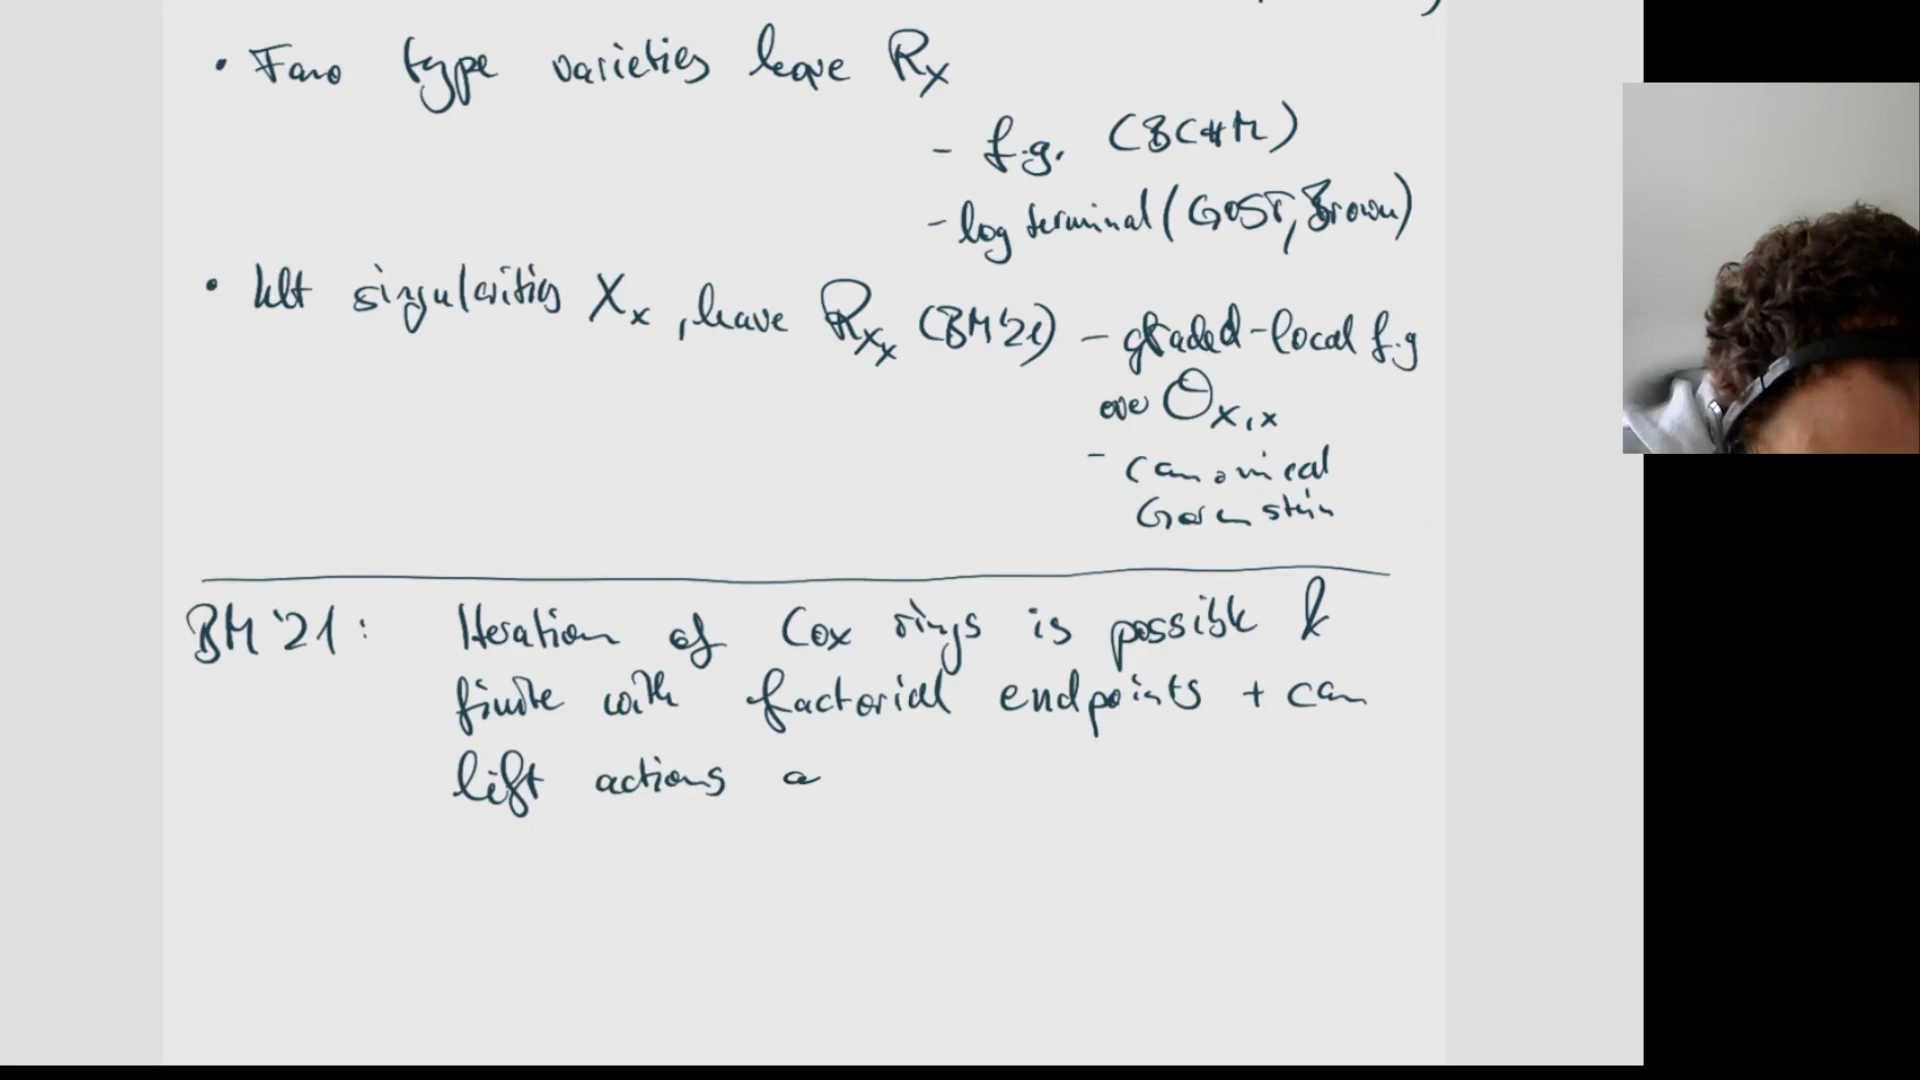 • Fano type varieties have R_X
- f.g. (BCHM)
- log terminal (GOST, Brown)
• klt singularities X_x, have R_{X_x} (BM'21) - graded-local f.g
over O_{X,x}
- canonical
Gorenstein
BM'21: Iteration of Cox rings is possible &
finite with factorial endpoints + can
lift actions a